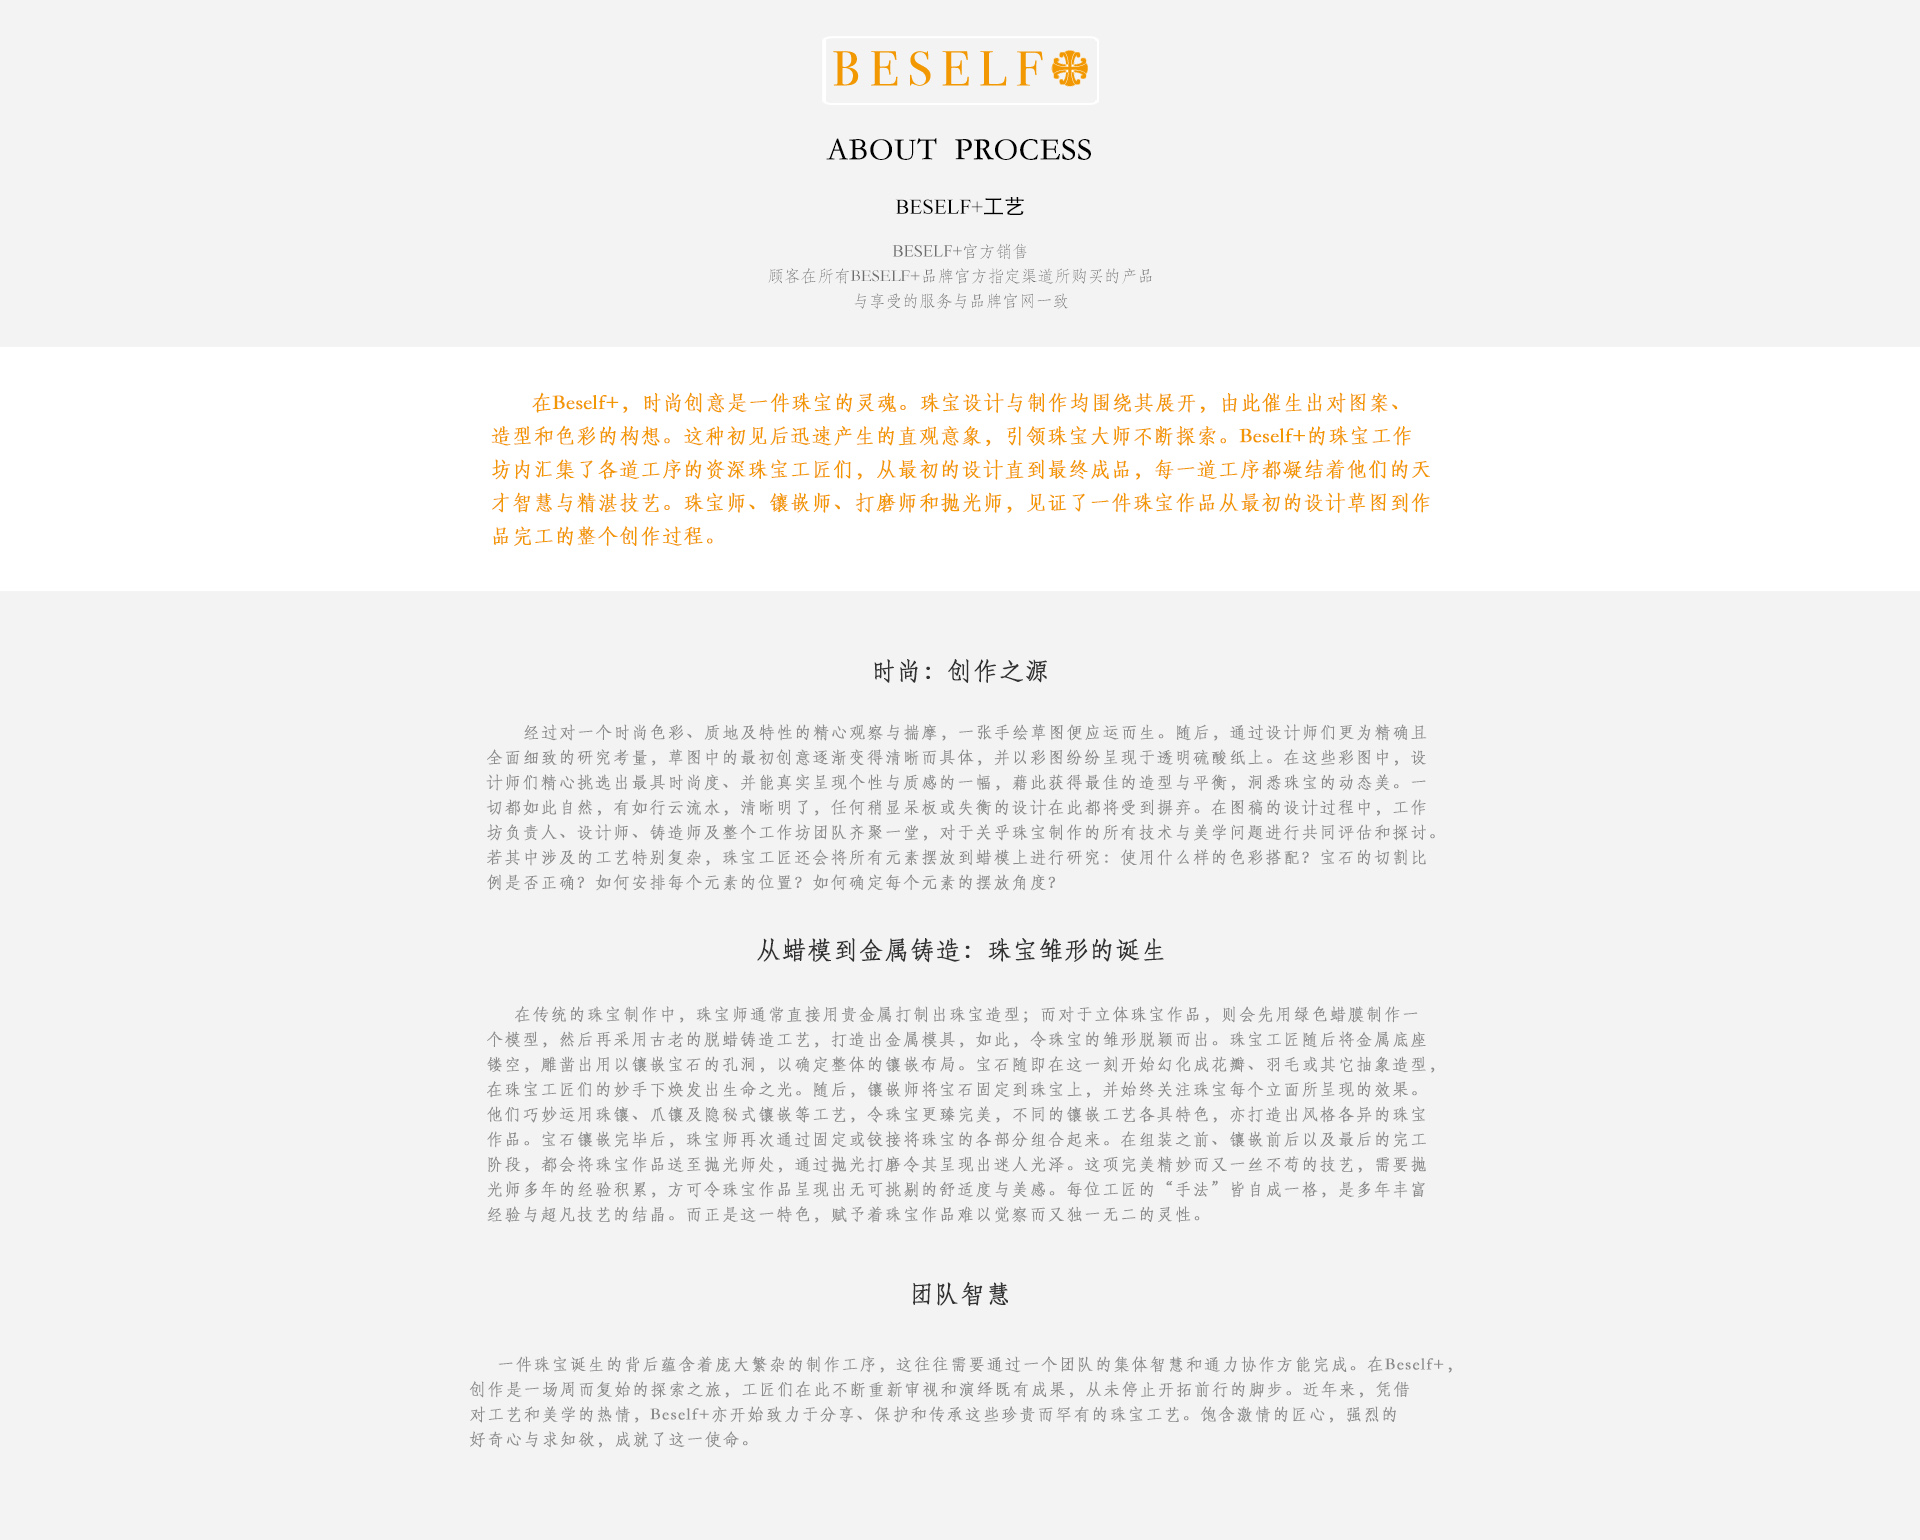 BESELF
ABOUT PROCESS
BESELF+工艺
BESELF+官方销售
顾客在所有BESELF+品牌官方指定渠道所购买的产品
与享受的服务与品牌官网一致
在Beself+，时尚创意是一件珠宝的灵魂。珠宝设计与制作均围绕其展开，由此催生出对图案、
造型和色彩的构想。这种初见后迅速产生的直观意象，引领珠宝大师不断探索。Beself+的珠宝工作
坊内汇集了各道工序的资深珠宝工匠们，从最初的设计直到最终成品，每一道工序都凝结着他们的天
才智慧与精湛技艺。珠宝师、镶嵌师、打磨师和抛光师，见证了一件珠宝作品从最初的设计草图到作
品完工的整个创作过程。
时尚：创作之源
经过对一个时尚色彩、质地及特性的精心观察与揣摩，一张手绘草图便应运而生。随后，通过设计师们更为精确且
全面细致的研究考量，草图中的最初创意逐渐变得清晰而具体，并以彩图纷纷呈现于透明硫酸纸上。在这些彩图中，设
计师们精心挑选出最具时尚度、并能真实呈现个性与质感的一幅，藉此获得最佳的造型与平衡，洞悉珠宝的动态美。一
切都如此自然，有如行云流水，清晰明了，任何稍显呆板或失衡的设计在此都将受到摒弃。在图稿的设计过程中，工作
坊负责人、设计师、铸造师及整个工作坊团队齐聚一堂，对于关乎珠宝制作的所有技术与美学问题进行共同评估和探讨。
若其中涉及的工艺特别复杂，珠宝工匠还会将所有元素摆放到蜡模上进行研究：使用什么样的色彩搭配？宝石的切割比
例是否正确？如何安排每个元素的位置？如何确定每个元素的摆放角度？
从蜡模到金属铸造：珠宝雏形的诞生
在传统的珠宝制作中，珠宝师通常直接用贵金属打制出珠宝造型；而对于立体珠宝作品，则会先用绿色蜡膜制作一
个模型，然后再采用古老的脱蜡铸造工艺，打造出金属模具，如此，令珠宝的雏形脱颖而出。珠宝工匠随后将金属底座
镂空，雕凿出用以镶嵌宝石的孔洞，以确定整体的镶嵌布局。宝石随即在这一刻开始幻化成花瓣、羽毛或其它抽象造型，
在珠宝工匠们的妙手下焕发出生命之光。随后，镶嵌师将宝石固定到珠宝上，并始终关注珠宝每个立面所呈现的效果。
他们巧妙运用珠镶、爪镶及隐秘式镶嵌等工艺，令珠宝更臻完美，不同的镶嵌工艺各具特色，亦打造出风格各异的珠宝
作品。宝石镶嵌完毕后，珠宝师再次通过固定或铰接将珠宝的各部分组合起来。在组装之前、镶嵌前后以及最后的完工
阶段，都会将珠宝作品送至抛光师处，通过抛光打磨令其呈现出迷人光泽。这项完美精妙而又一丝不苟的技艺，需要抛
光师多年的经验积累，方可令珠宝作品呈现出无可挑剔的舒适度与美感。每位工匠的“手法”皆自成一格，是多年丰富
经验与超凡技艺的结晶。而正是这一特色，赋予着珠宝作品难以觉察而又独一无二的灵性。
团队智慧
一件珠宝诞生的背后蕴含着庞大繁杂的制作工序，这往往需要通过一个团队的集体智慧和通力协作方能完成。在Beself+，
创作是一场周而复始的探索之旅，工匠们在此不断重新审视和演绎既有成果，从未停止开拓前行的脚步。近年来，凭借
对工艺和美学的热情，Beself+亦开始致力于分享、保护和传承这些珍贵而罕有的珠宝工艺。饱含激情的匠心，强烈的
好奇心与求知欲，成就了这一使命。